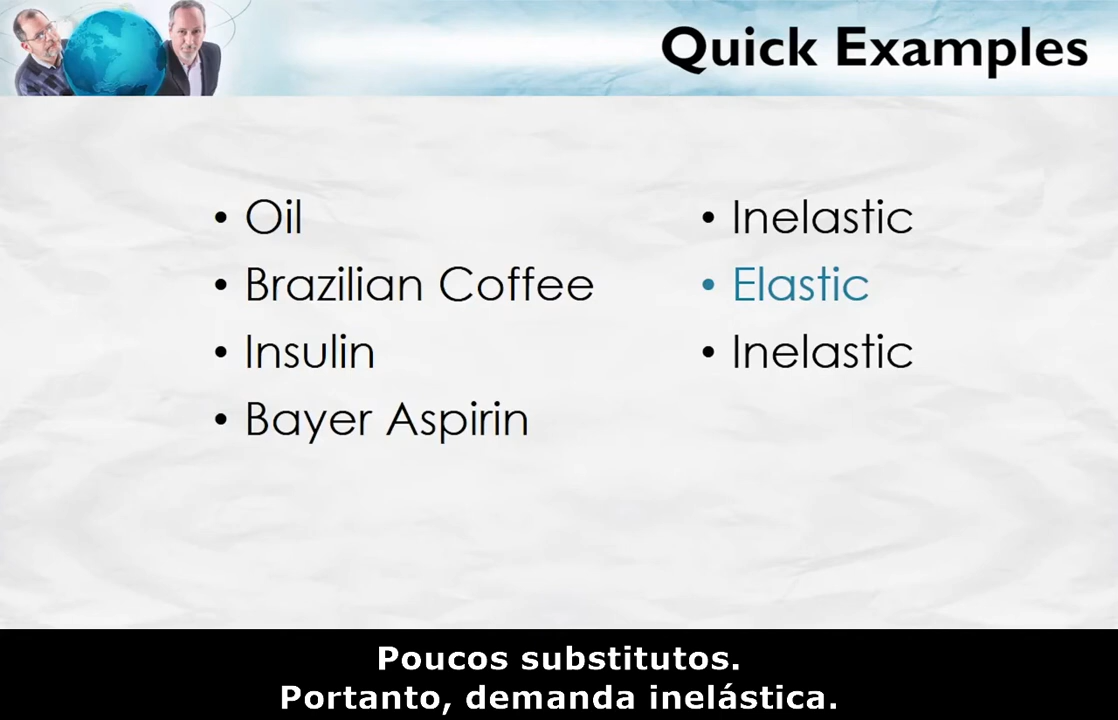 Quick Examples
• Oil
• Inelastic
• Brazilian Coffee
• Elastic
• Insulin
• Inelastic
• Bayer Aspirin
Poucos substitutos.
Portanto, demanda inelástica.